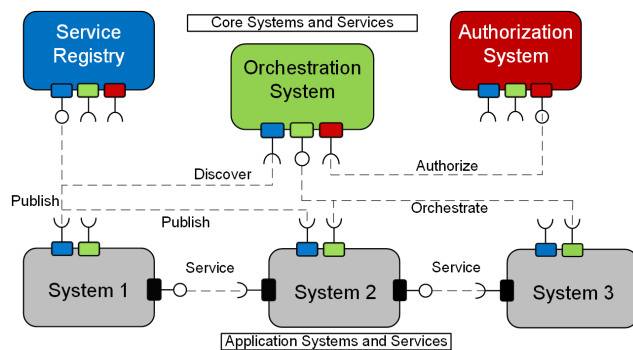 Core Systems and Services
Service
Registry
Orchestration
System
Authorization
System
Discover
Authorize
Publish
Publish
Orchestrate
System 1
Service
System 2
Service
System 3
Application Systems and Services